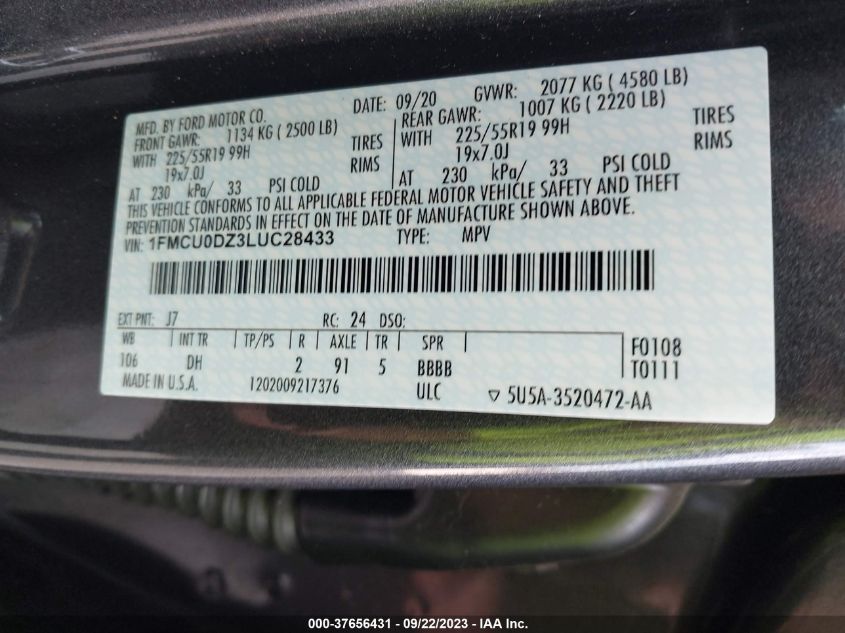 MFD. BY FORD MOTOR CO. DATE: 09/20 GVWR: 2077 KG ( 4580 LB)
FRONT GAWR: 1134 KG ( 2500 LB) REAR GAWR: 1007 KG ( 2220 LB)
WITH 225/55R19 99H TIRES WITH 225/55R19 99H TIRES
19x7.0J RIMS 19x7.0J RIMS
AT 230 kPa/ 33 PSI COLD AT 230 kPa/ 33 PSI COLD
THIS VEHICLE CONFORMS TO ALL APPLICABLE FEDERAL MOTOR VEHICLE SAFETY AND THEFT
PREVENTION STANDARDS IN EFFECT ON THE DATE OF MANUFACTURE SHOWN ABOVE.
VIN: 1FMCU0DZ3LUC28433 TYPE: MPV
EXT PNT: J7 RC: 24 DSO:
WB INT TR TP/PS R AXLE TR SPR F0108
106 DH 2 91 5 BBBB T0111
MADE IN U.S.A. 1202009217376 ULC ▽ 5U5A-3520472-AA
000-37656431 - 09/22/2023 - IAA Inc.